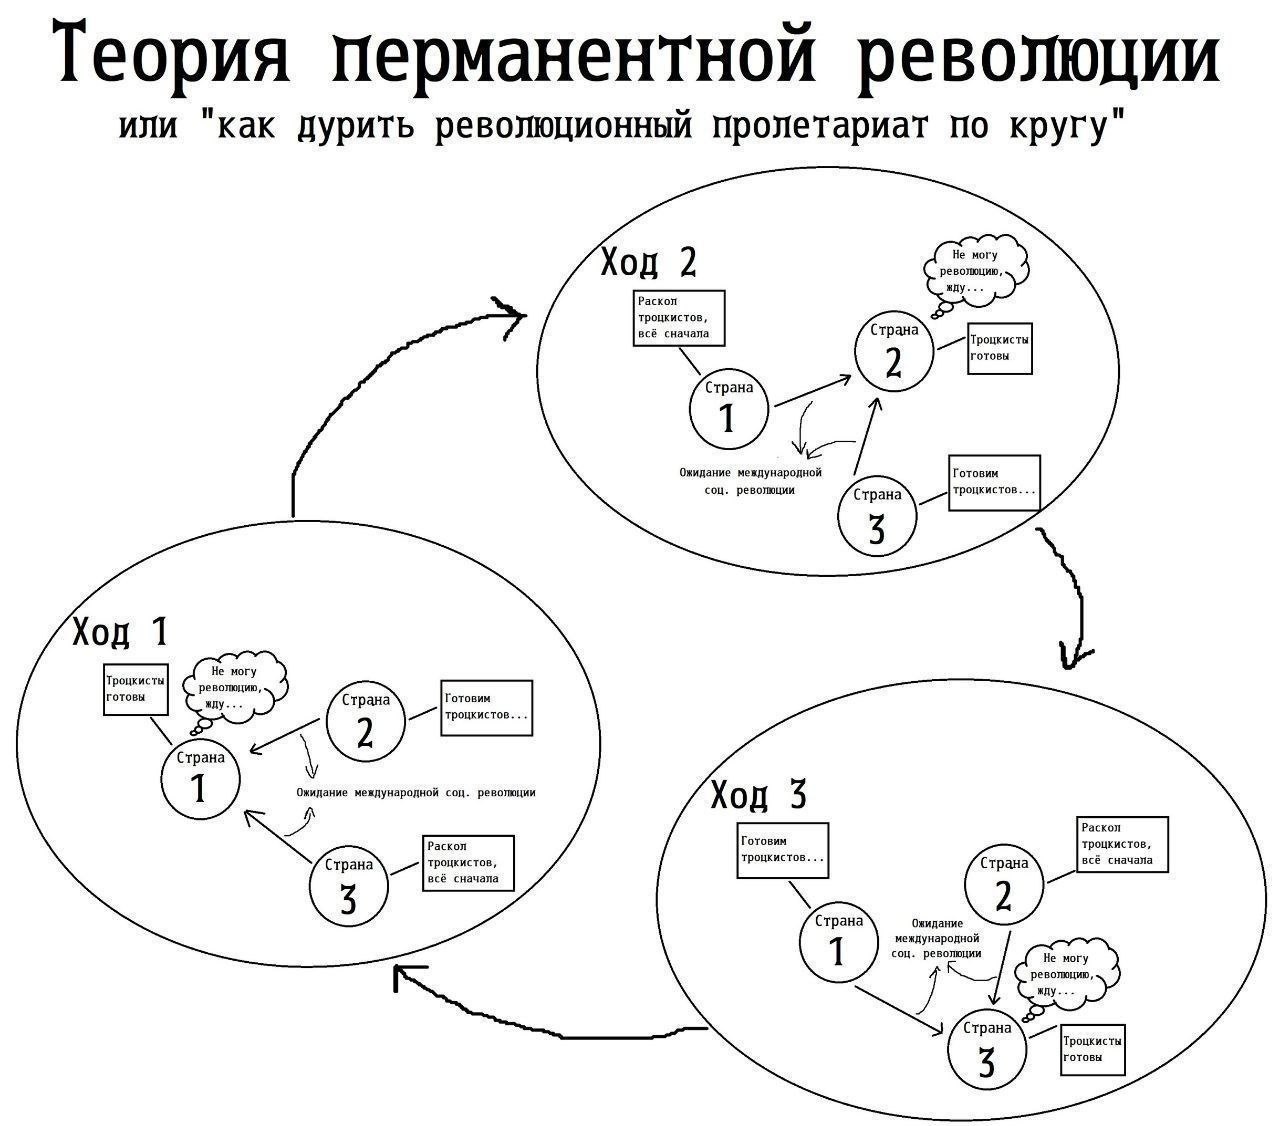 Теория перманентной революции
или "как дурить революционный пролетариат по кругу"
Ход 2
Раскол
троцкистов,
всё сначала
Страна
1
Не могу
революцию,
жду...
Страна
2
Троцкисты
готовы
Ожидание международной
соц. революции
Готовим
троцкистов...
Страна
3
Ход 1
Троцкисты
готовы
Не могу
революцию,
жду...
Страна
1
Страна
2
Готовим
троцкистов...
Ожидание международной соц. революции
Страна
3
Раскол
троцкистов,
всё сначала
Ход 3
Готовим
троцкистов...
Страна
1
Страна
2
Раскол
троцкистов,
всё сначала
Ожидание
международной
соц. революции
Не могу
революцию,
жду...
Страна
3
Троцкисты
готовы